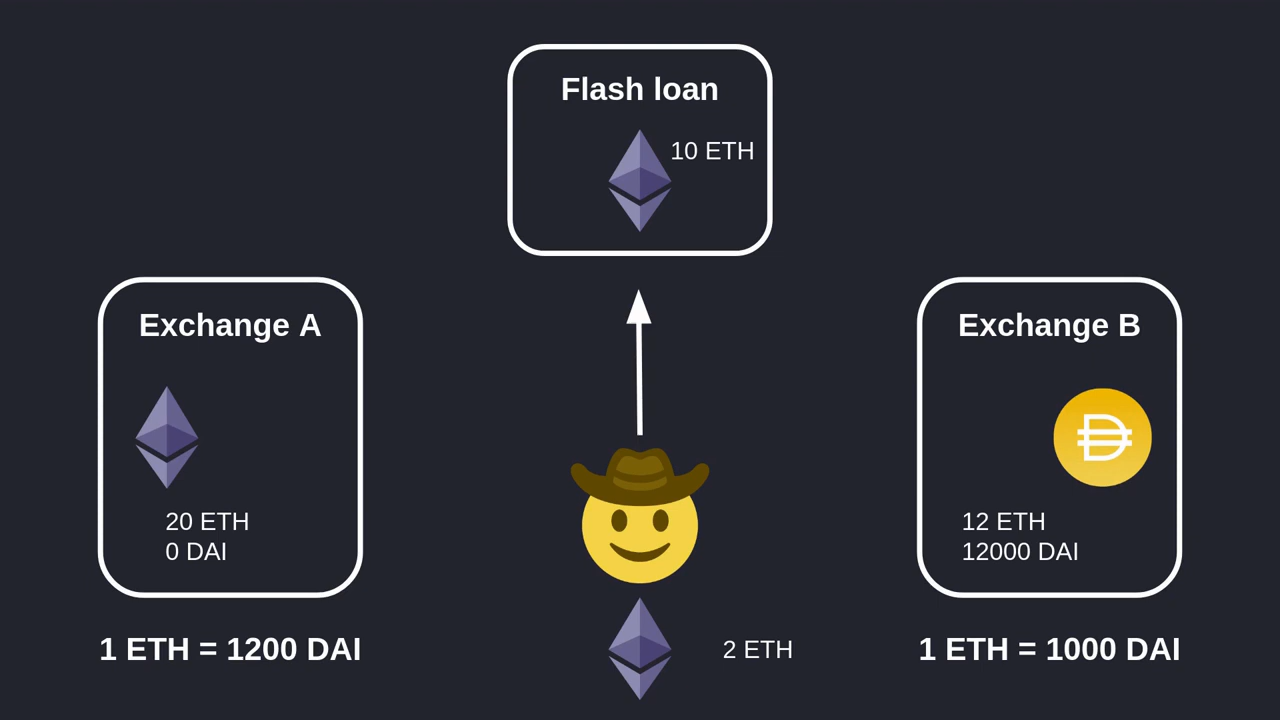 Flash loan
10 ETH
Exchange A
20 ETH
0 DAI
1 ETH = 1200 DAI
2 ETH
Exchange B
12 ETH
12000 DAI
1 ETH = 1000 DAI